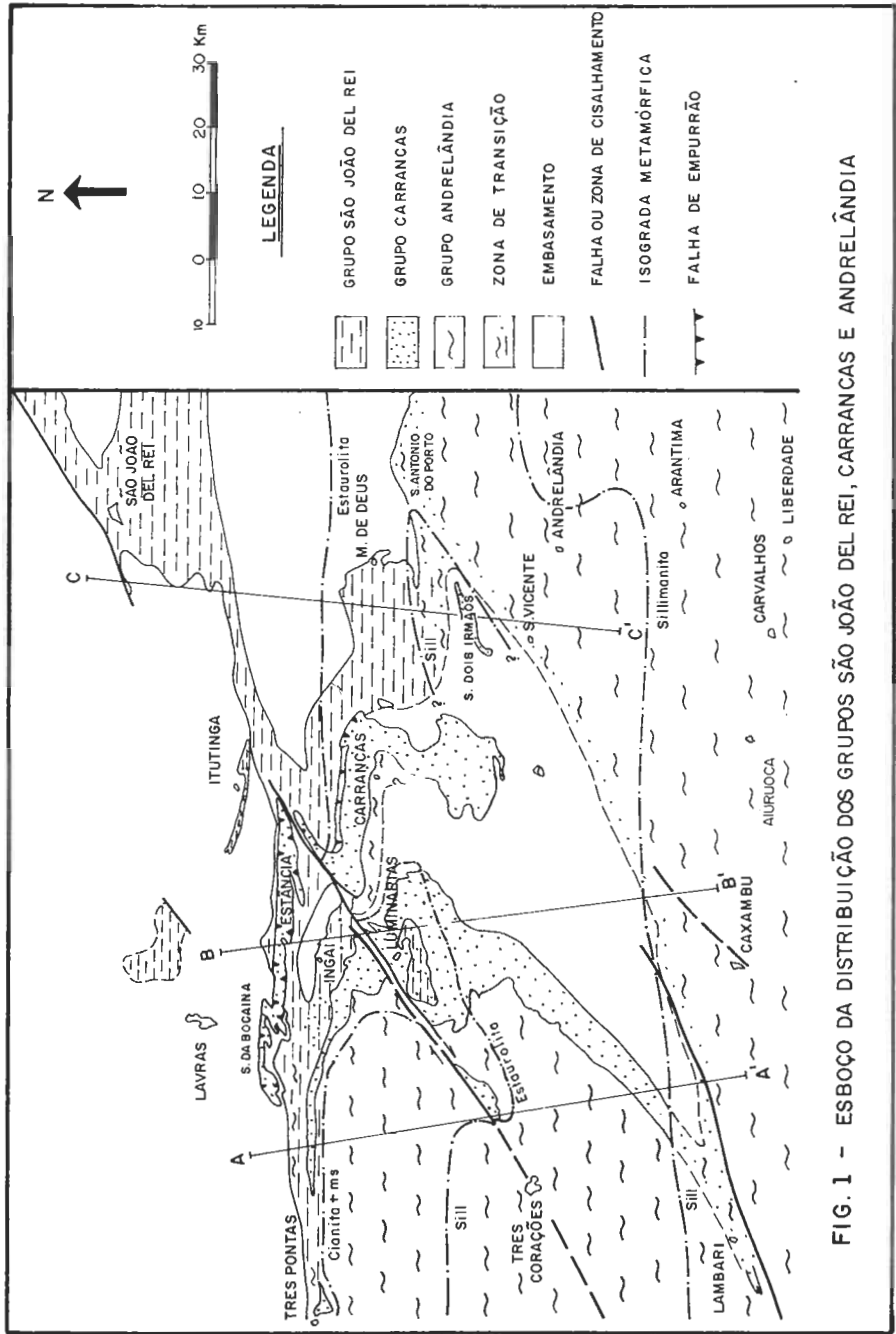 N
10 0 10 20 30 Km
LEGENDA
GRUPO SÃO JOÃO DEL REI
GRUPO CARRANCAS
GRUPO ANDRELÂNDIA
ZONA DE TRANSIÇÃO
EMBASAMENTO
FALHA OU ZONA DE CISALHAMENTO
ISOGRADA METAMÓRFICA
FALHA DE EMPURRÃO
SÃO JOÃO
DEL REI
C
ITUTINGA
Estaurolita
M. DE DEUS
S. ANTONIO
DO PORTO
CARRANCAS
Sill
?
S. DOIS IRMÃOS
?
S. VICENTE
ANDRELÂNDIA
C'
Sillimanita
ARANTIMA
CARVALHOS
LIBERDADE
AIURUOCA
B
LAVRAS
S. DA BOCAINA
ESTÂNCIA
INGAÍ
LUMINARIAS
Estaurolita
B'
CAXAMBU
A
TRES PONTAS
Cianita + ms
Sill
TRES
CORAÇÕES
Sill
LAMBARI
A'
FIG. 1 - ESBOÇO DA DISTRIBUIÇÃO DOS GRUPOS SÃO JOÃO DEL REI, CARRANCAS E ANDRELÂNDIA